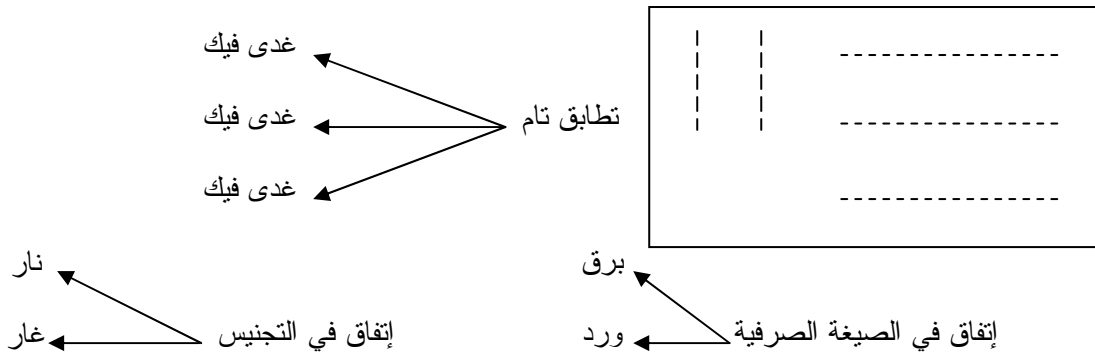 غدى فيك
تطابق تام غدى فيك
غدى فيك
برق نار
إتفاق في الصيغة الصرفية ورد إتفاق في التجنيس غار